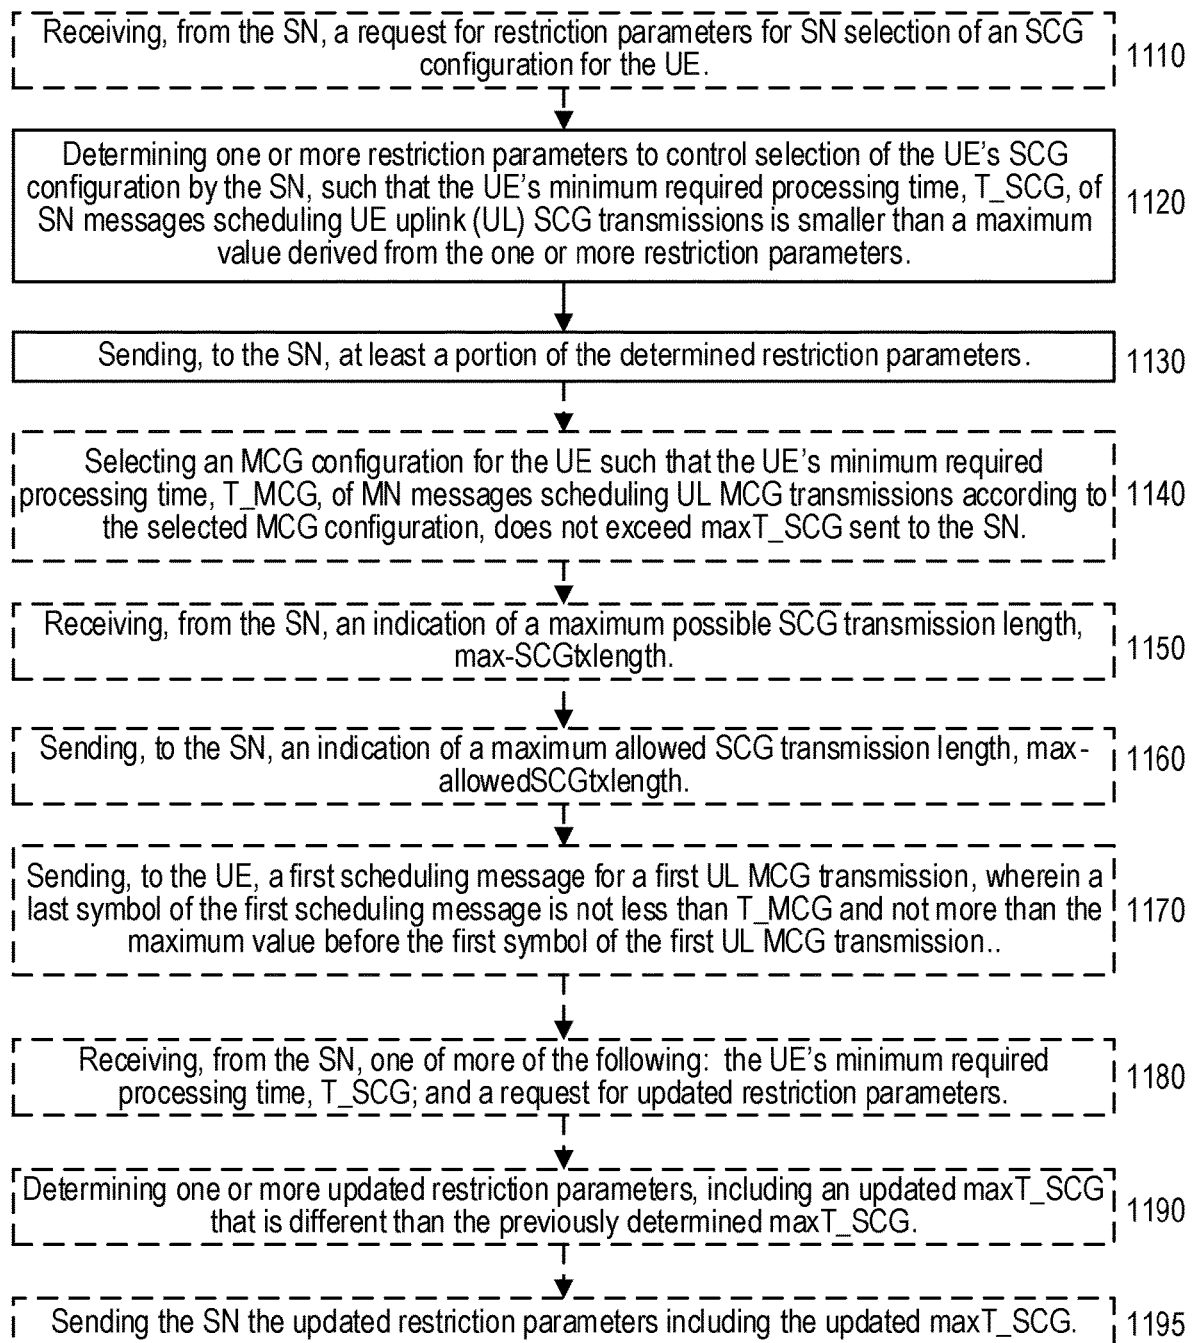 Receiving, from the SN, a request for restriction parameters for SN selection of an SCG
configuration for the UE.
1110
Determining one or more restriction parameters to control selection of the UE's SCG
configuration by the SN, such that the UE's minimum required processing time, T_SCG, of
SN messages scheduling UE uplink (UL) SCG transmissions is smaller than a maximum
value derived from the one or more restriction parameters.
1120
Sending, to the SN, at least a portion of the determined restriction parameters.
1130
Selecting an MCG configuration for the UE such that the UE's minimum required
processing time, T_MCG, of MN messages scheduling UL MCG transmissions according to
the selected MCG configuration, does not exceed maxT_SCG sent to the SN.
1140
Receiving, from the SN, an indication of a maximum possible SCG transmission length,
max-SCGtxlength.
1150
Sending, to the SN, an indication of a maximum allowed SCG transmission length, max-
allowedSCGtxlength.
1160
Sending, to the UE, a first scheduling message for a first UL MCG transmission, wherein a
last symbol of the first scheduling message is not less than T_MCG and not more than the
maximum value before the first symbol of the first UL MCG transmission..
1170
Receiving, from the SN, one of more of the following: the UE's minimum required
processing time, T_SCG; and a request for updated restriction parameters.
1180
Determining one or more updated restriction parameters, including an updated maxT_SCG
that is different than the previously determined maxT_SCG.
1190
Sending the SN the updated restriction parameters including the updated maxT_SCG.
1195